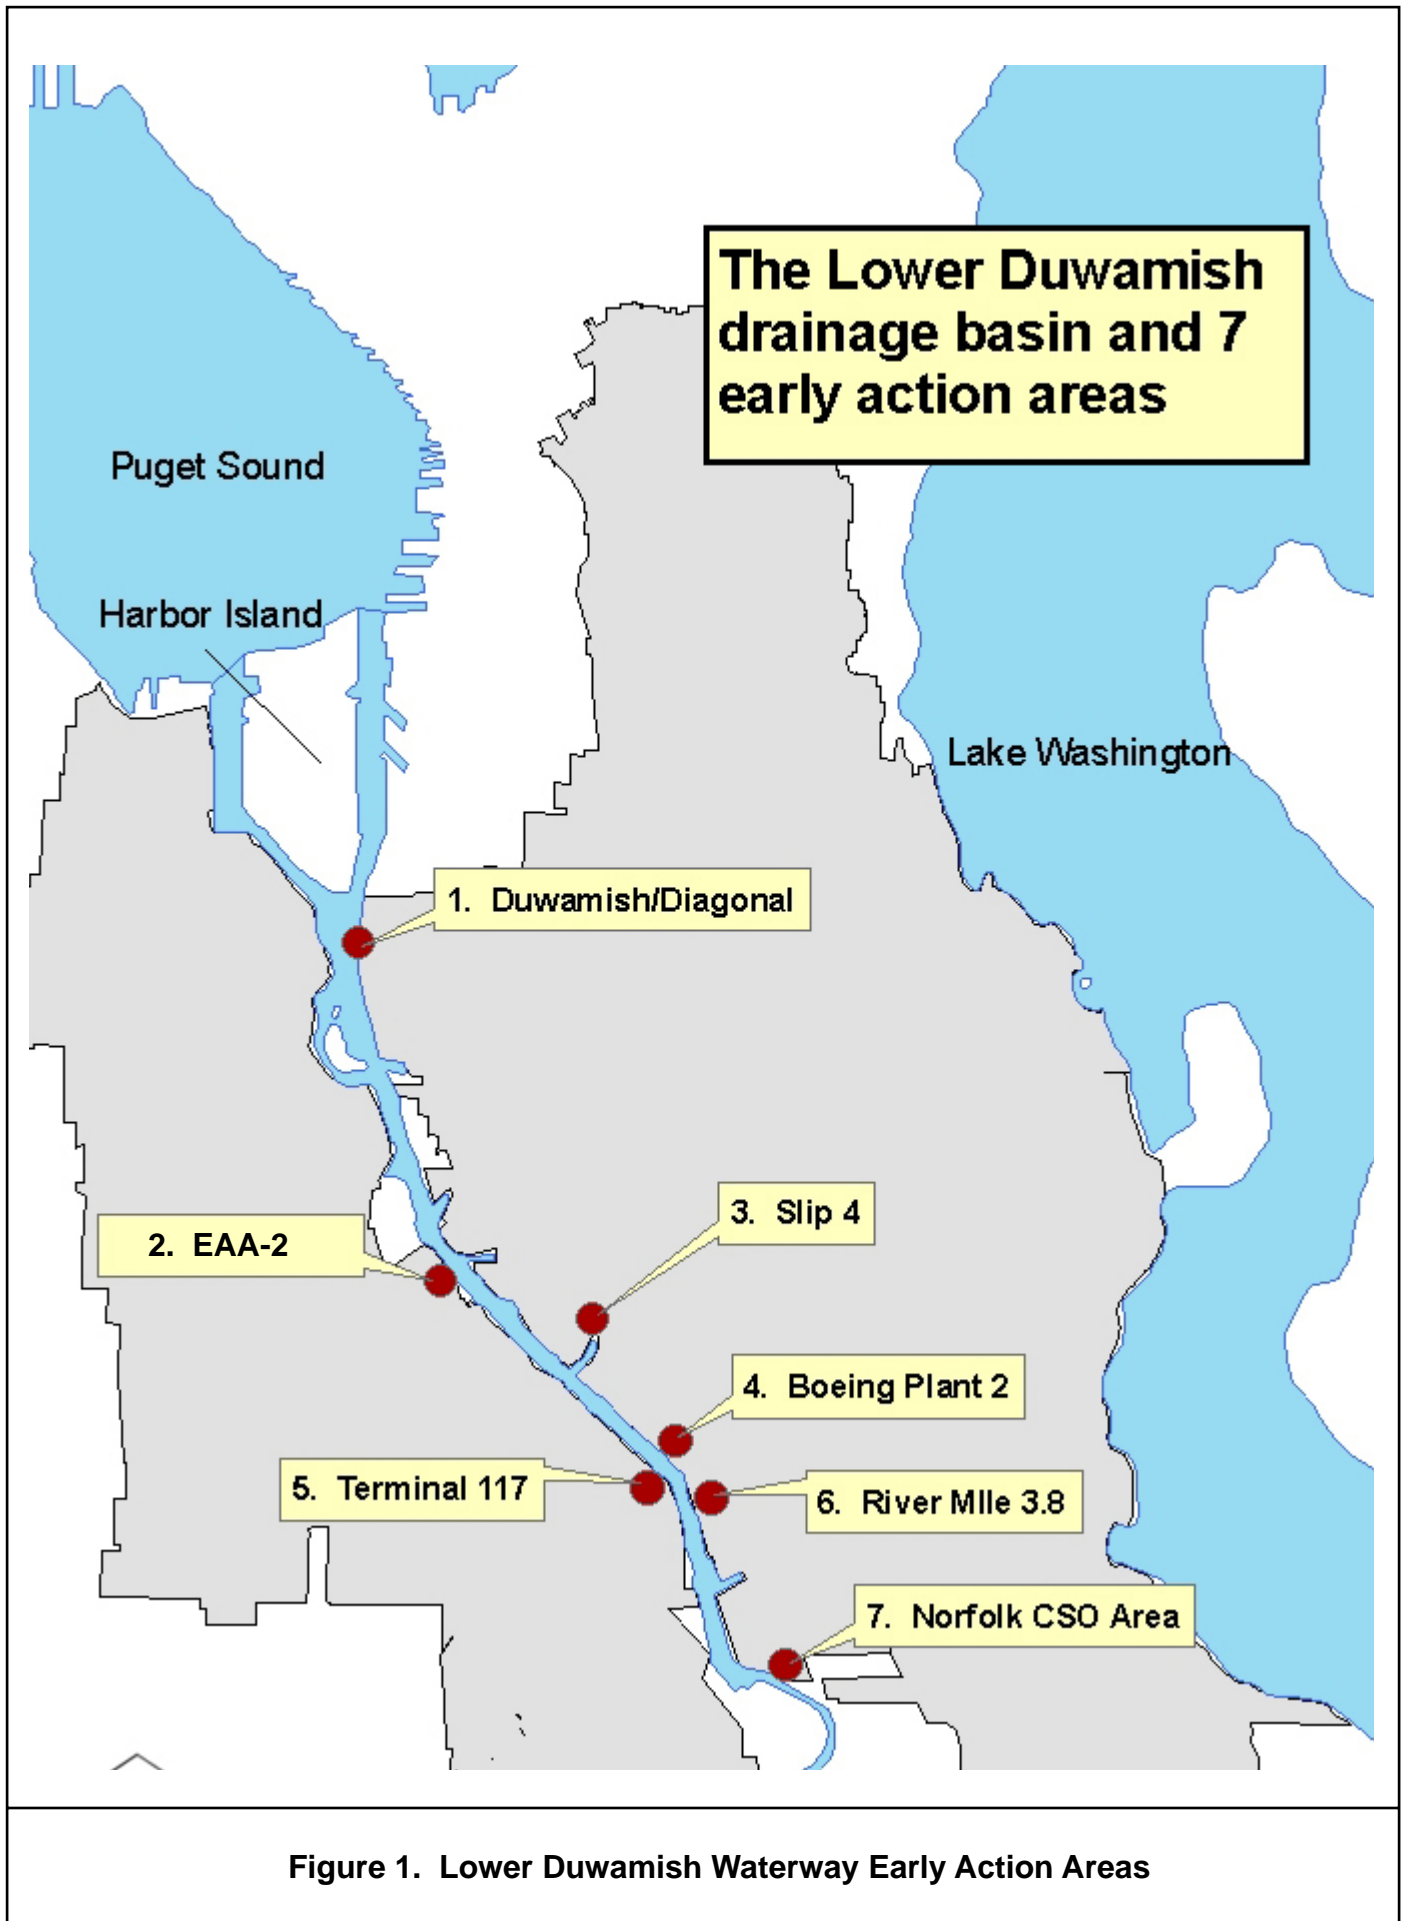 The Lower Duwamish
drainage basin and 7
early action areas
Puget Sound
Harbor Island
Lake Washington
1. Duwamish/Diagonal
2. EAA-2
3. Slip 4
4. Boeing Plant 2
5. Terminal 117
6. River MIle 3.8
7. Norfolk CSO Area
Figure 1. Lower Duwamish Waterway Early Action Areas